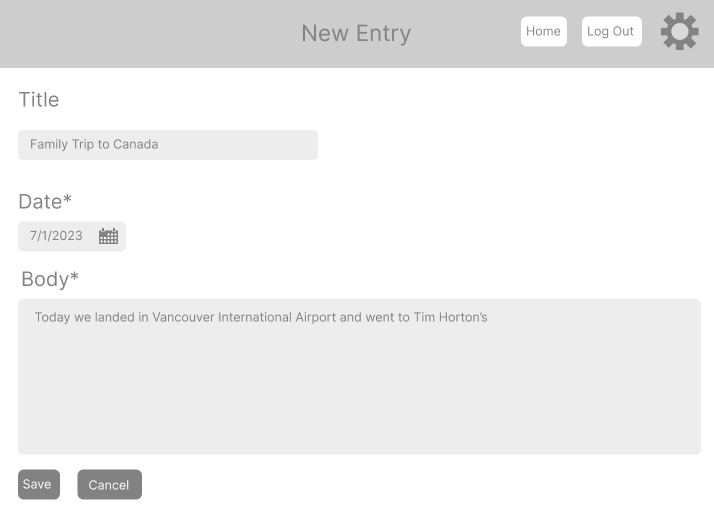 New Entry
Home
Log Out
Title
Family Trip to Canada
Date*
7/1/2023
Body*
Today we landed in Vancouver International Airport and went to Tim Horton’s
Save
Cancel